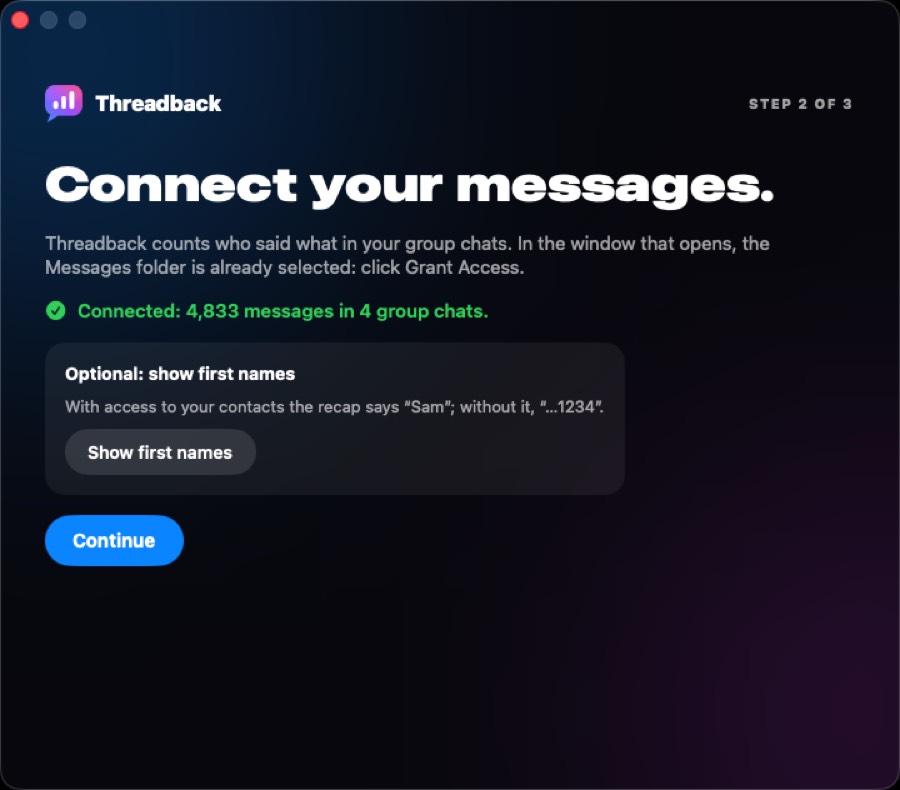 Threadback
STEP 2 OF 3
Connect your messages.
Threadback counts who said what in your group chats. In the window that opens, the
Messages folder is already selected: click Grant Access.
Connected: 4,833 messages in 4 group chats.
Optional: show first names
With access to your contacts the recap says “Sam”; without it, “…1234”.
Show first names
Continue